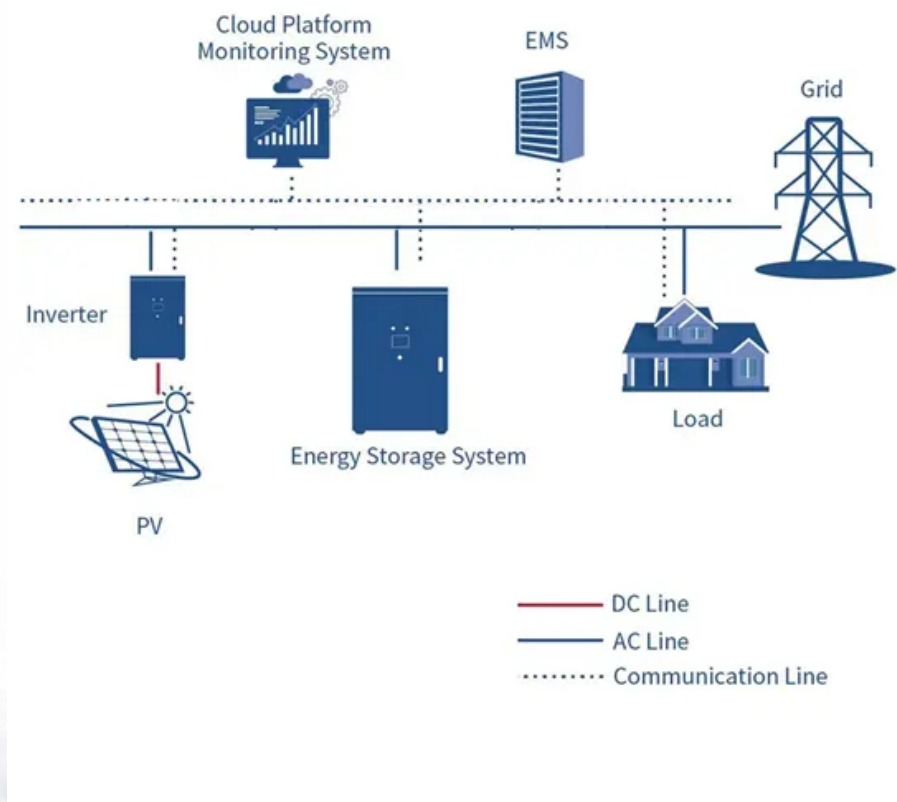 Cloud Platform
Monitoring System
EMS
Grid
Inverter
Load
Energy Storage System
PV
DC Line
AC Line
Communication Line